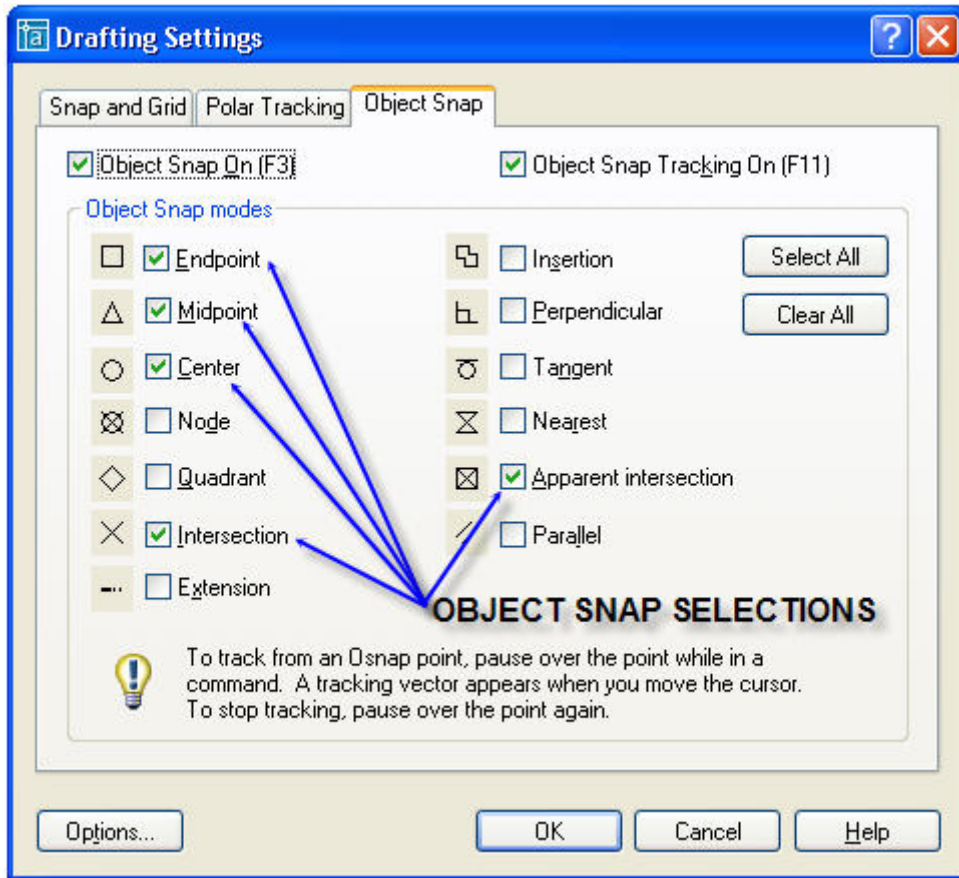 Drafting Settings
Snap and Grid
Polar Tracking
Object Snap
Object Snap On (F3)
Object Snap Tracking On (F11)
Object Snap modes
Endpoint
Midpoint
Center
Node
Quadrant
Intersection
Extension
Insertion
Perpendicular
Tangent
Nearest
Apparent intersection
Parallel
Select All
Clear All
OBJECT SNAP SELECTIONS
To track from an Osnap point, pause over the point while in a
command. A tracking vector appears when you move the cursor.
To stop tracking, pause over the point again.
Options...
OK
Cancel
Help